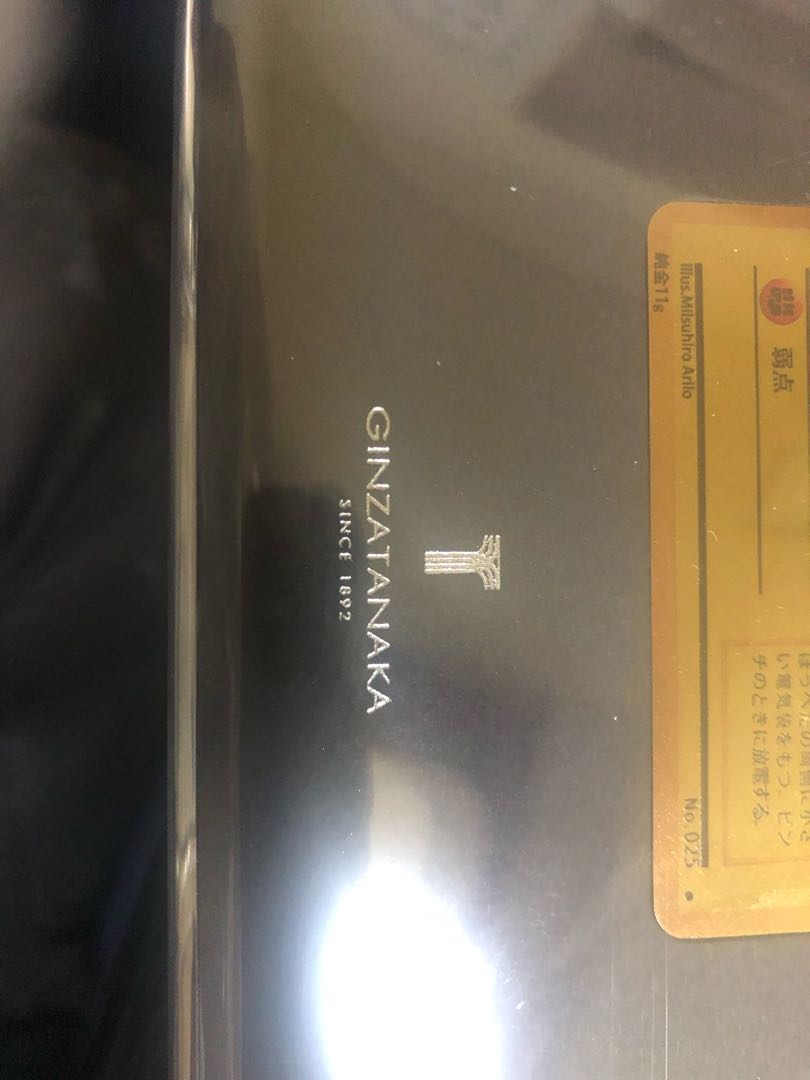 弱点
い電気袋をもつ。ピン
チのときに放電する。
Illus.Mitsuhiro Arita
No.025
純金11g
GINZATANAKA
SINCE 1892